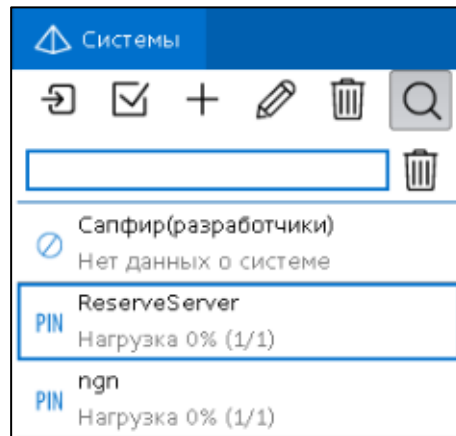 Системы
Сапфир(разработчики)
Нет данных о системе
PIN
ReserveServer
Нагрузка 0% (1/1)
PIN
ngn
Нагрузка 0% (1/1)